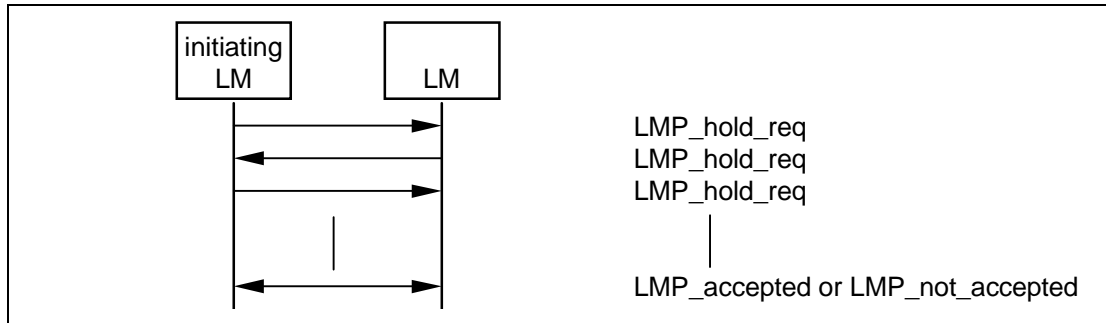 initiating
LM
LM
LMP_hold_req
LMP_hold_req
LMP_hold_req
LMP_accepted or LMP_not_accepted